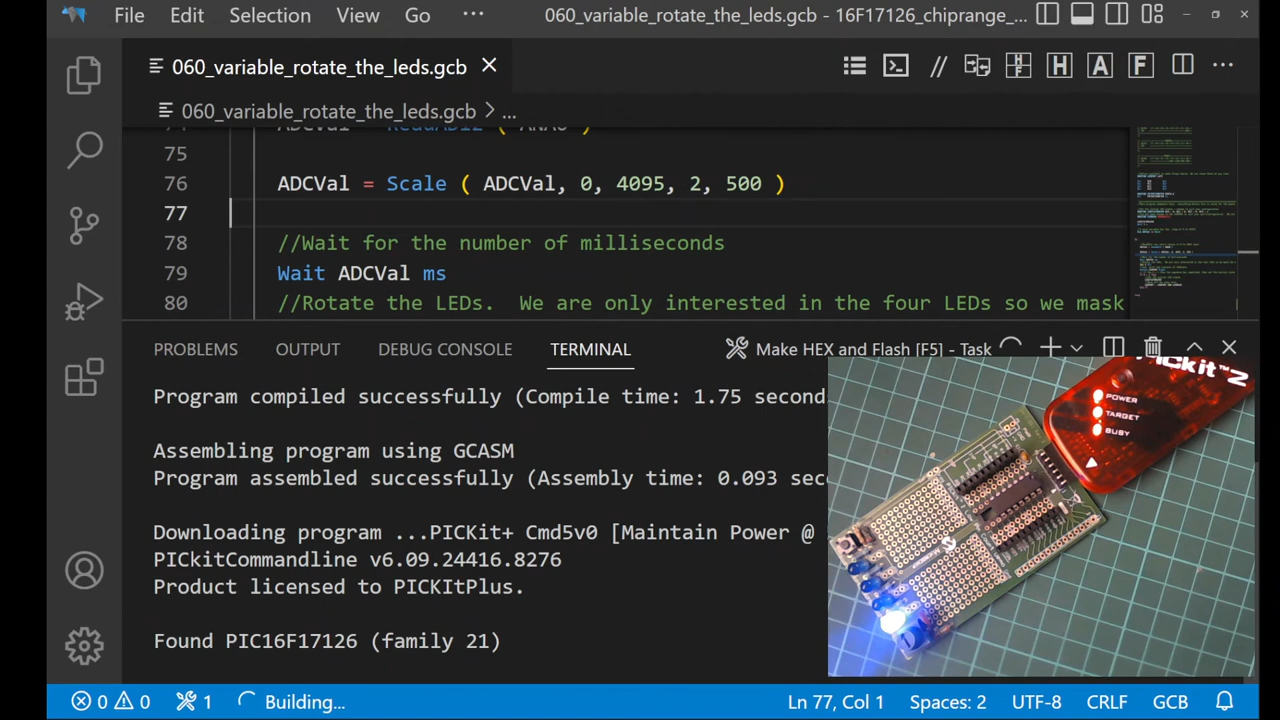 File Edit Selection View Go ··· 060_variable_rotate_the_leds.gcb - 16F17126_chiprange_...
060_variable_rotate_the_leds.gcb
// H F H A F ···
060_variable_rotate_the_leds.gcb > ...
75
76 ADCVal = Scale ( ADCVal, 0, 4095, 2, 500 )
77
78 //Wait for the number of milliseconds
79 Wait ADCVal ms
80 //Rotate the LEDs. We are only interested in the four LEDs so we mask
PROBLEMS OUTPUT DEBUG CONSOLE TERMINAL Make HEX and Flash [F5] - Task
Program compiled successfully (Compile time: 1.75 second
Assembling program using GCASM
Program assembled successfully (Assembly time: 0.093 sec
Downloading program ...PICKit+ Cmd5v0 [Maintain Power @
PICkitCommandline v6.09.24416.8276
Product licensed to PICKItPlus.
Found PIC16F17126 (family 21)
PICkit™ 2
POWER
TARGET
BUSY
0 0 1 Building... Ln 77, Col 1 Spaces: 2 UTF-8 CRLF GCB